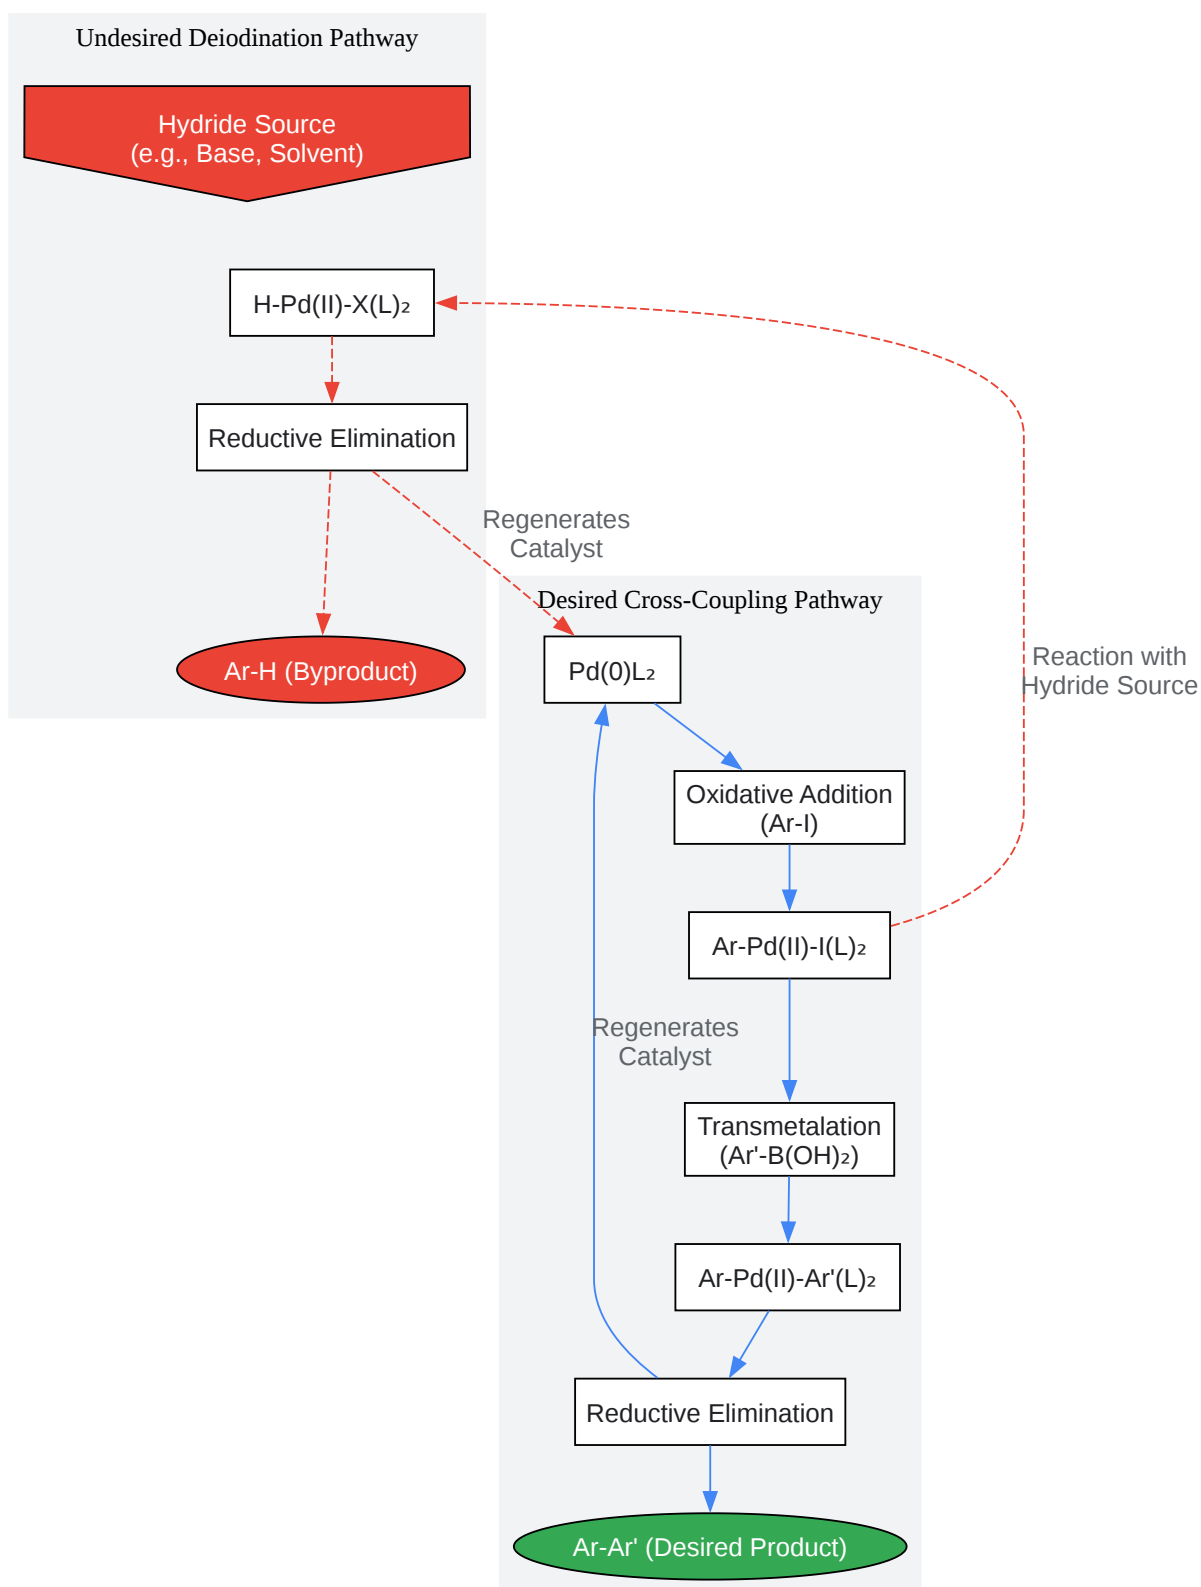 Undesired Deiodination Pathway
Hydride Source
(e.g., Base, Solvent)
H-Pd(II)-X(L)₂
Reductive Elimination
Regenerates
Catalyst
Desired Cross-Coupling Pathway
Ar-H (Byproduct)
Pd(0)L₂
Reaction with
Hydride Source
Oxidative Addition
(Ar-I)
Ar-Pd(II)-I(L)₂
Regenerates
Catalyst
Transmetalation
(Ar'-B(OH)₂)
Ar-Pd(II)-Ar'(L)₂
Reductive Elimination
Ar-Ar' (Desired Product)